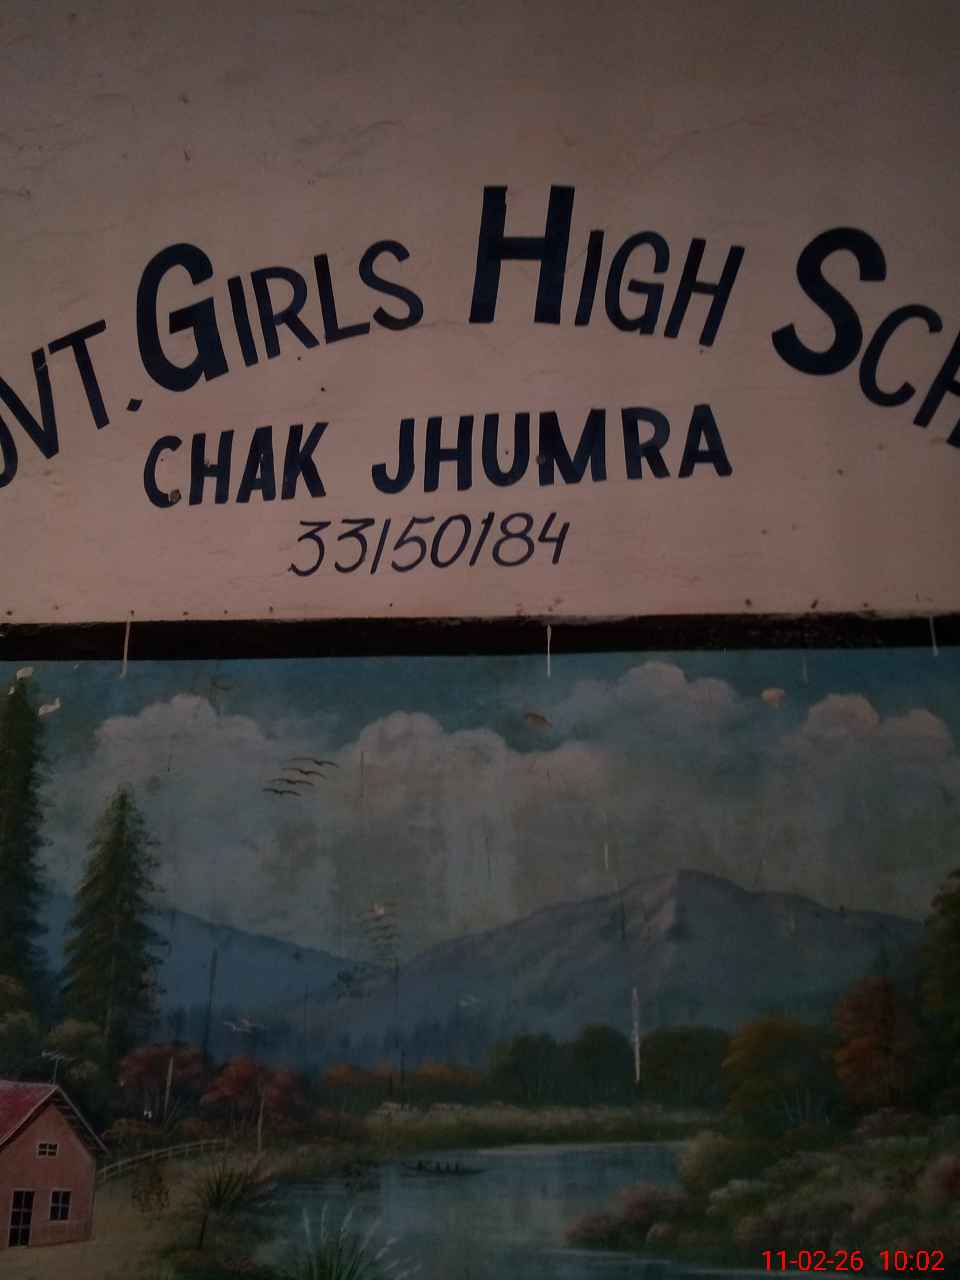 OVT. GIRLS HIGH SCH
CHAK JHUMRA
33150184
11-02-26 10:02